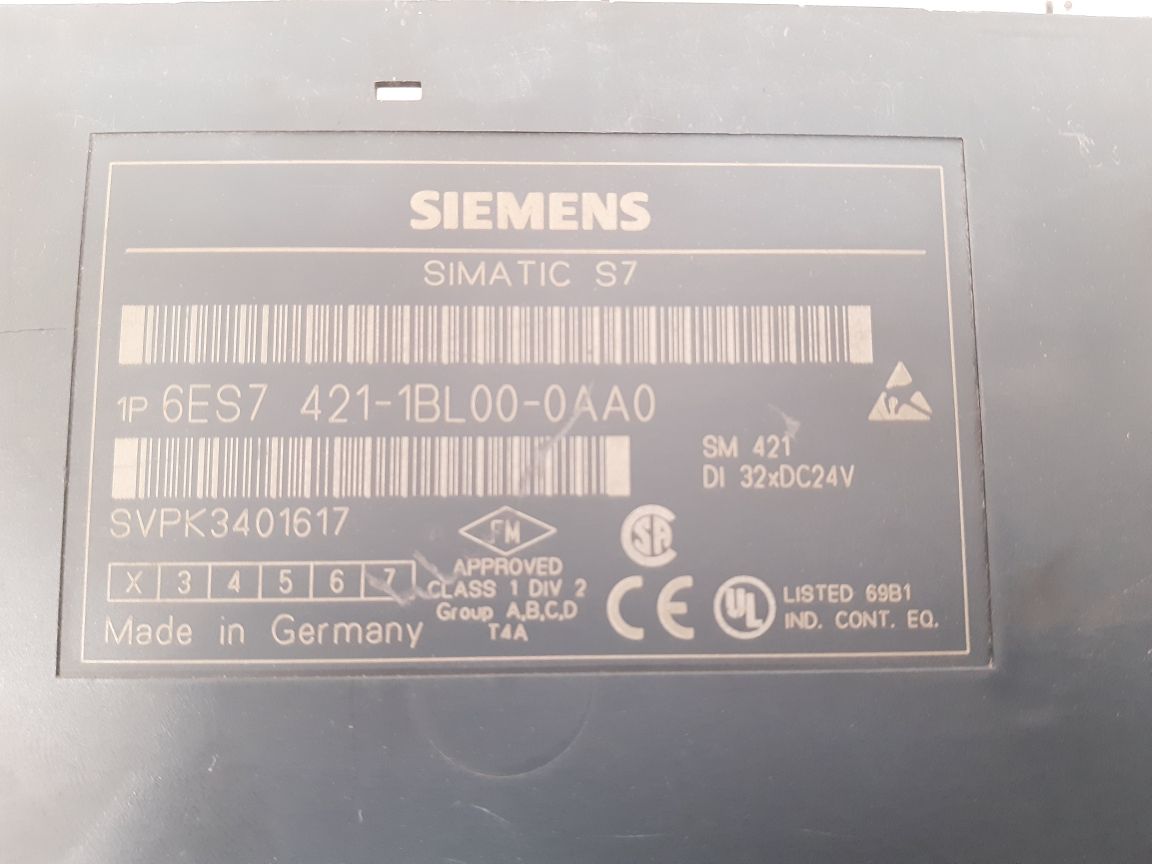 SIEMENS
SIMATIC S7
1P 6ES7 421-1BL00-0AA0
SM 421
DI 32xDC24V
SVPK3401617
FM
APPROVED
CLASS 1 DIV 2
Group A,B,C,D
T4A
SA
X 3 4 5 6 7
CE
UL
LISTED 69B1
IND. CONT. EQ.
Made in Germany